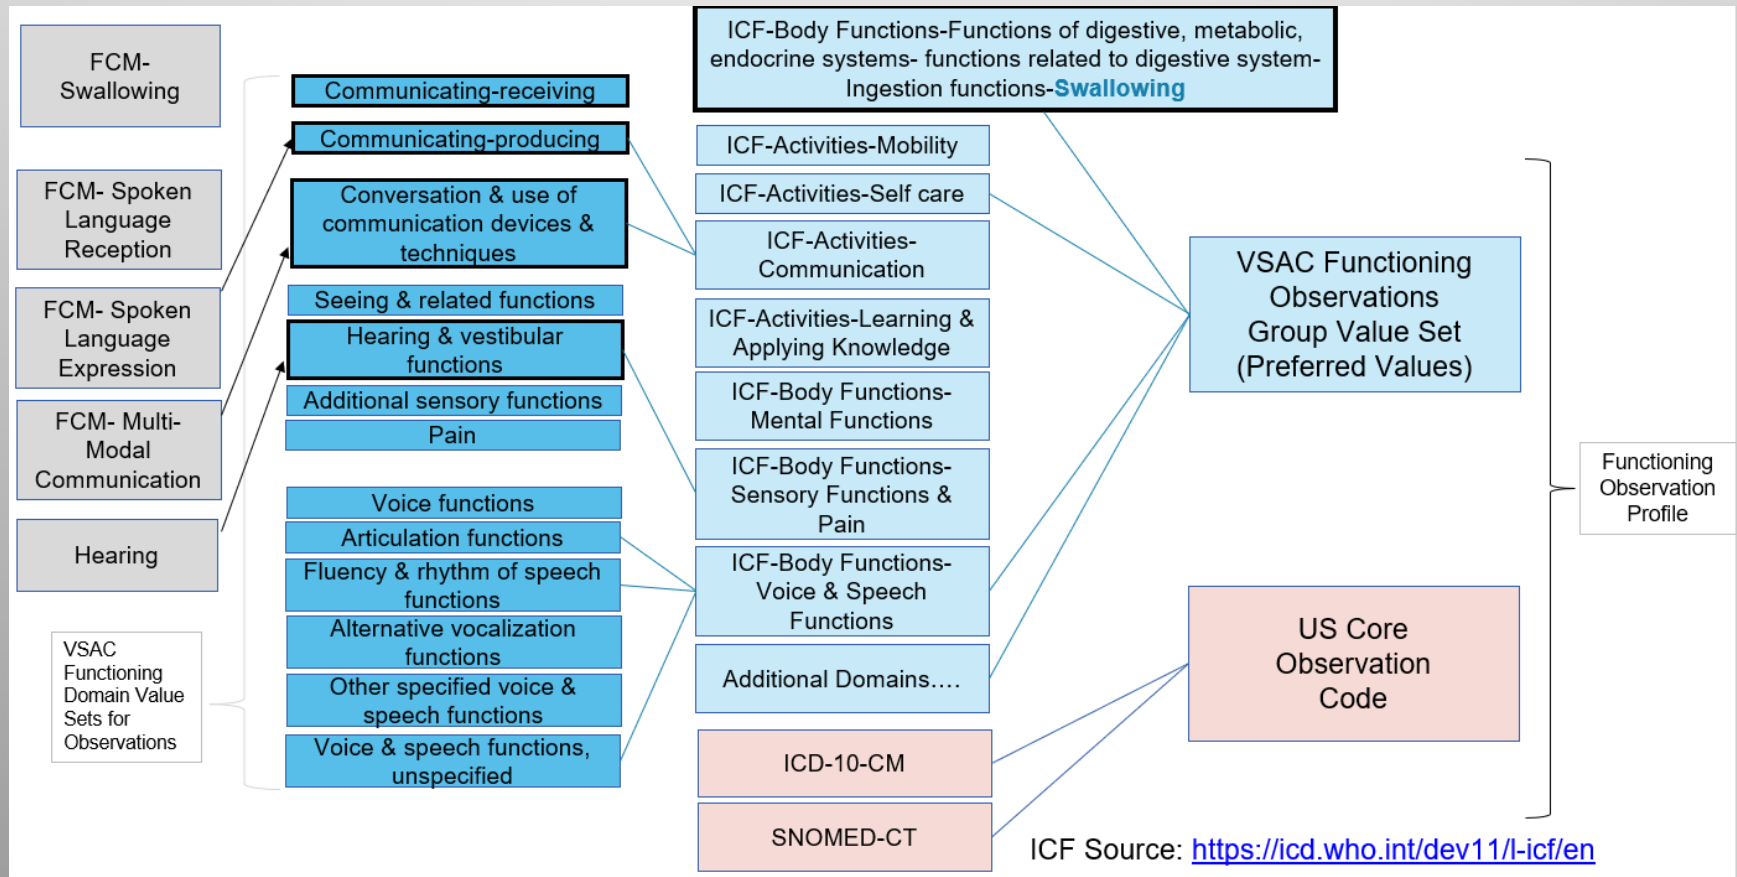 FCM-
Swallowing
FCM- Spoken
Language
Reception
FCM- Spoken
Language
Expression
FCM- Multi-
Modal
Communication
Hearing
VSAC
Functioning
Domain Value
Sets for
Observations
Communicating-receiving
Communicating-producing
Conversation & use of
communication devices &
techniques
Seeing & related functions
Hearing & vestibular
functions
Additional sensory functions
Pain
Voice functions
Articulation functions
Fluency & rhythm of speech
functions
Alternative vocalization
functions
Other specified voice &
speech functions
Voice & speech functions,
unspecified
ICF-Body Functions-Functions of digestive, metabolic,
endocrine systems- functions related to digestive system-
Ingestion functions-Swallowing
ICF-Activities-Mobility
ICF-Activities-Self care
ICF-Activities-
Communication
ICF-Activities-Learning &
Applying Knowledge
ICF-Body Functions-
Mental Functions
ICF-Body Functions-
Sensory Functions &
Pain
ICF-Body Functions-
Voice & Speech
Functions
Additional Domains....
ICD-10-CM
SNOMED-CT
VSAC Functioning
Observations
Group Value Set
(Preferred Values)
US Core
Observation
Code
Functioning
Observation
Profile
ICF Source: https://icd.who.int/dev11/l-icf/en